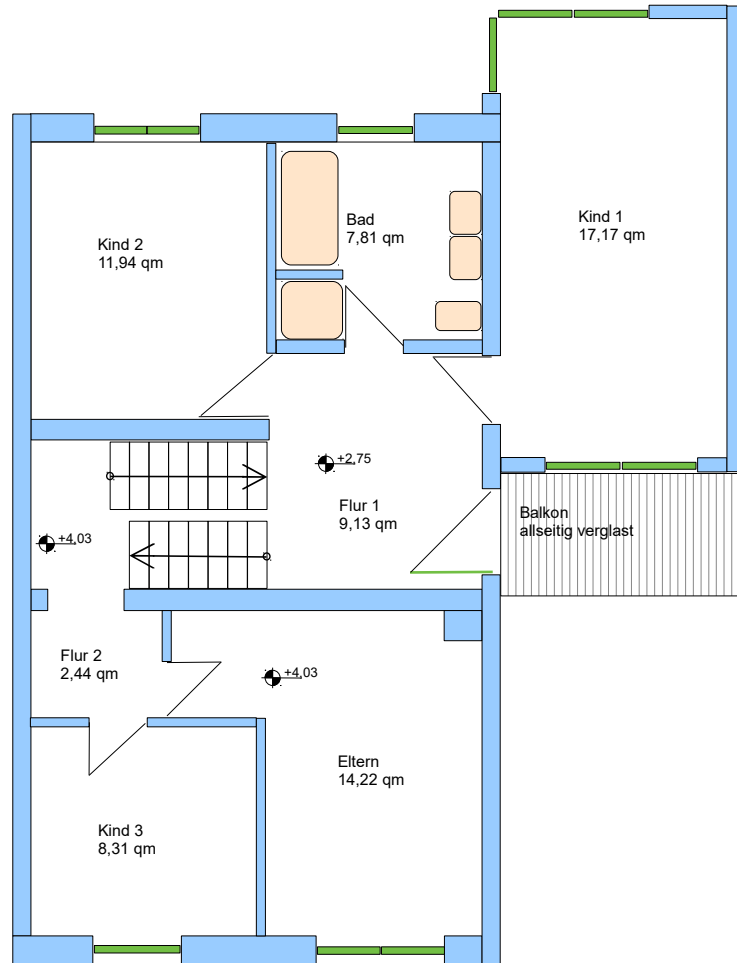 Kind 1
17,17 qm
Bad
7,81 qm
Kind 2
11,94 qm
+2,75
Flur 1
9,13 qm
Balkon
allseitig verglast
+4,03
Flur 2
2,44 qm
+4,03
Eltern
14,22 qm
Kind 3
8,31 qm